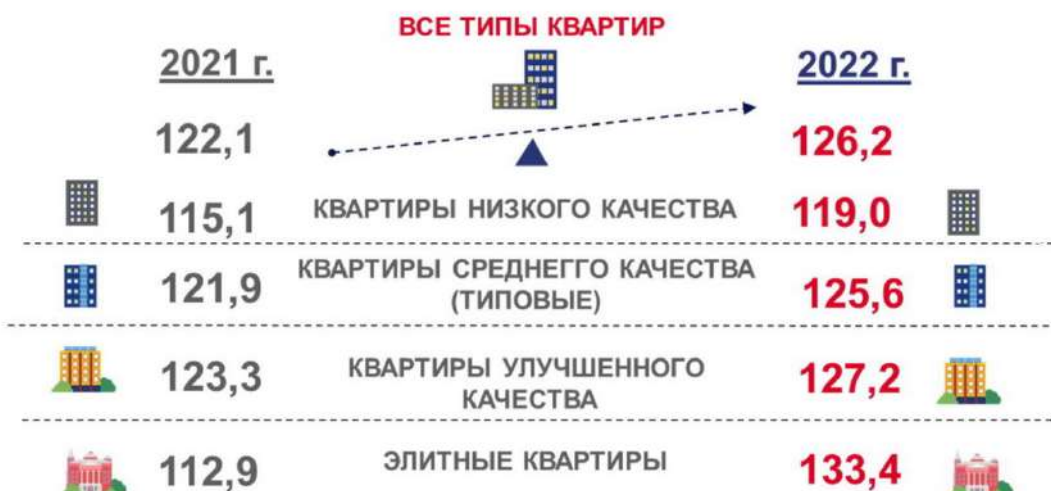 ВСЕ ТИПЫ КВАРТИР
2021 г.
2022 г.
122,1
126,2
115,1
КВАРТИРЫ НИЗКОГО КАЧЕСТВА
119,0
121,9
КВАРТИРЫ СРЕДНЕГГО КАЧЕСТВА
(ТИПОВЫЕ)
125,6
123,3
КВАРТИРЫ УЛУЧШЕННОГО
КАЧЕСТВА
127,2
112,9
ЭЛИТНЫЕ КВАРТИРЫ
133,4